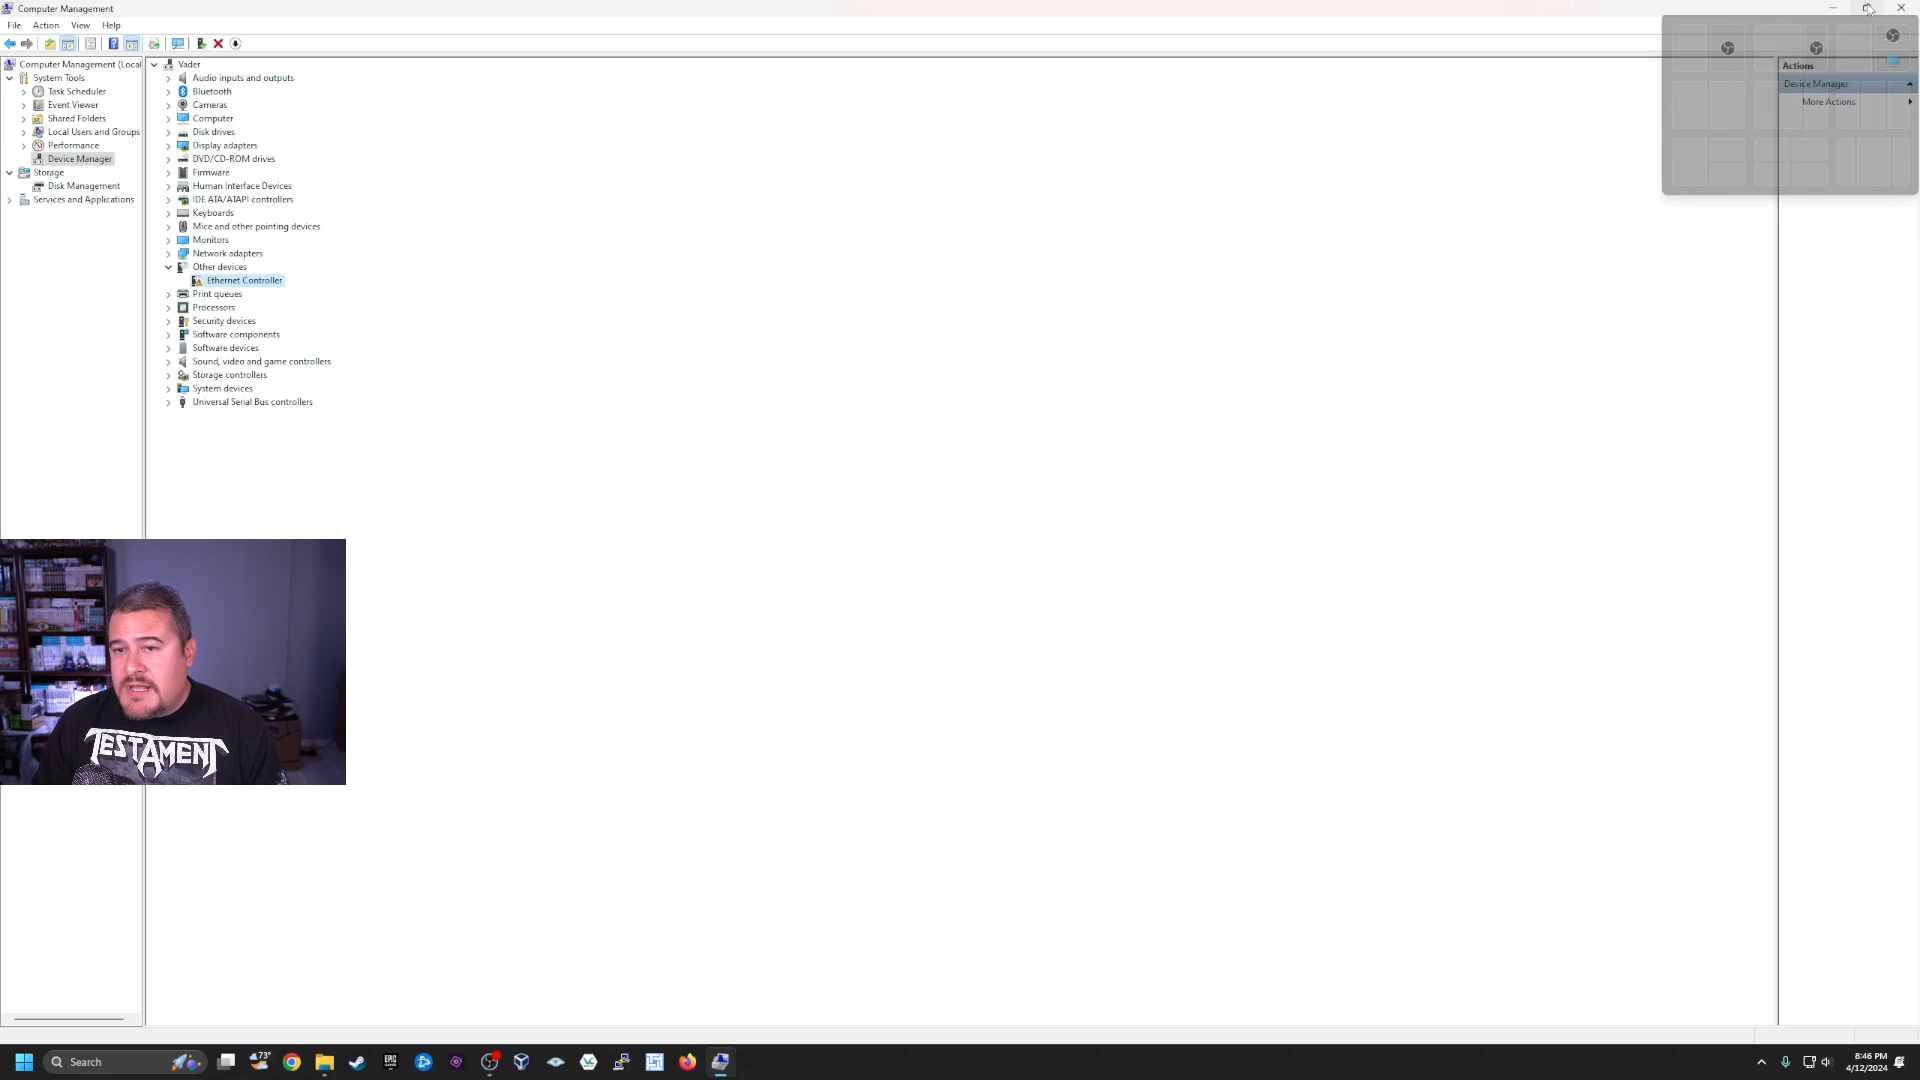 Computer Management
File Action View Help
Computer Management (Local
System Tools
Task Scheduler
Event Viewer
Shared Folders
Local Users and Groups
Performance
Device Manager
Storage
Disk Management
Services and Applications
Vader
Audio inputs and outputs
Bluetooth
Cameras
Computer
Disk drives
Display adapters
DVD/CD-ROM drives
Firmware
Human Interface Devices
IDE ATA/ATAPI controllers
Keyboards
Mice and other pointing devices
Monitors
Network adapters
Other devices
Ethernet Controller
Print queues
Processors
Security devices
Software components
Software devices
Sound, video and game controllers
Storage controllers
System devices
Universal Serial Bus controllers
Actions
Device Manager
More Actions
TESTAMENT
Search
73°
EPIC
8:46 PM
4/12/2024